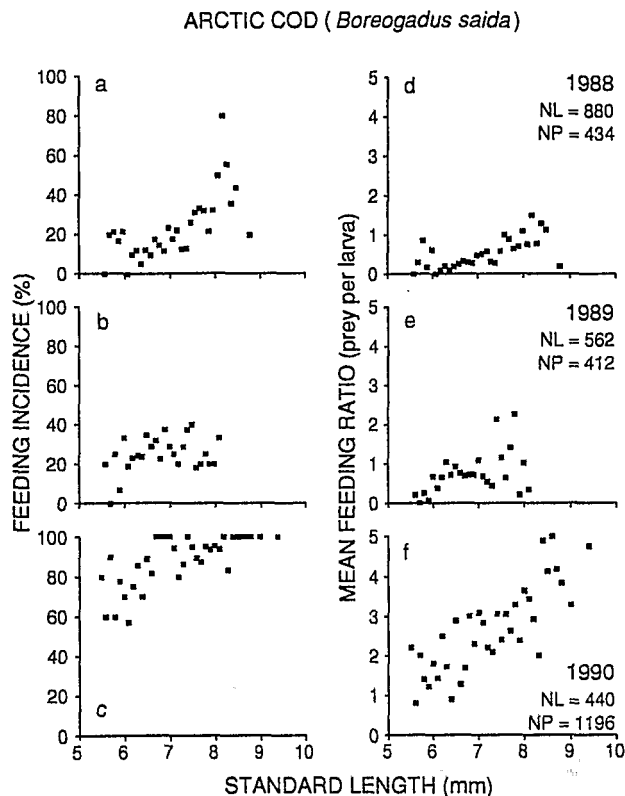 ARCTIC COD ( Boreogadus saida )
FEEDING INCIDENCE (%)
a
100
80
60
40
20
0
b
100
80
60
40
20
0
c
100
80
60
40
20
0
5 6 7 8 9 10
MEAN FEEDING RATIO (prey per larva)
d
1988
NL = 880
NP = 434
5
4
3
2
1
0
e
1989
NL = 562
NP = 412
5
4
3
2
1
0
f
1990
NL = 440
NP = 1196
5
4
3
2
1
0
5 6 7 8 9 10
STANDARD LENGTH (mm)